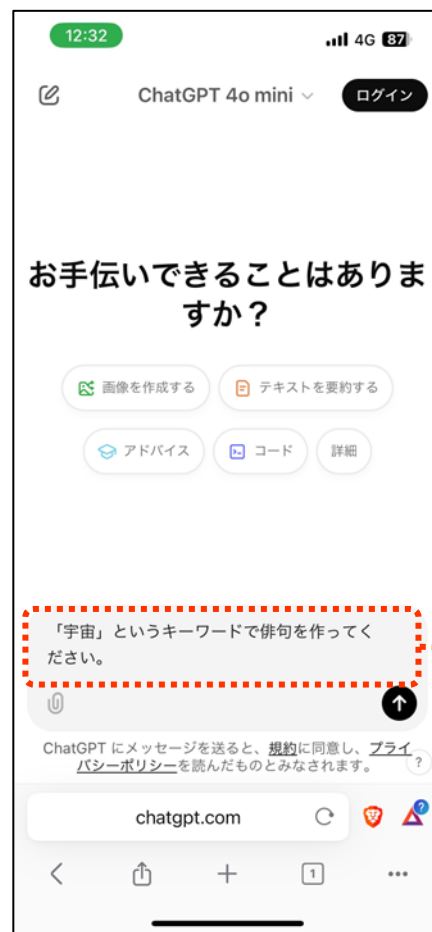 12:32
4G 87
ChatGPT 4o mini
ログイン
お手伝いできることはありま
すか？
画像を作成する
テキストを要約する
アドバイス
コード
詳細
「宇宙」というキーワードで俳句を作ってく
ださい。
ChatGPT にメッセージを送ると、規約に同意し、プライ
バシーポリシーを読んだものとみなされます。
?
chatgpt.com
?
1